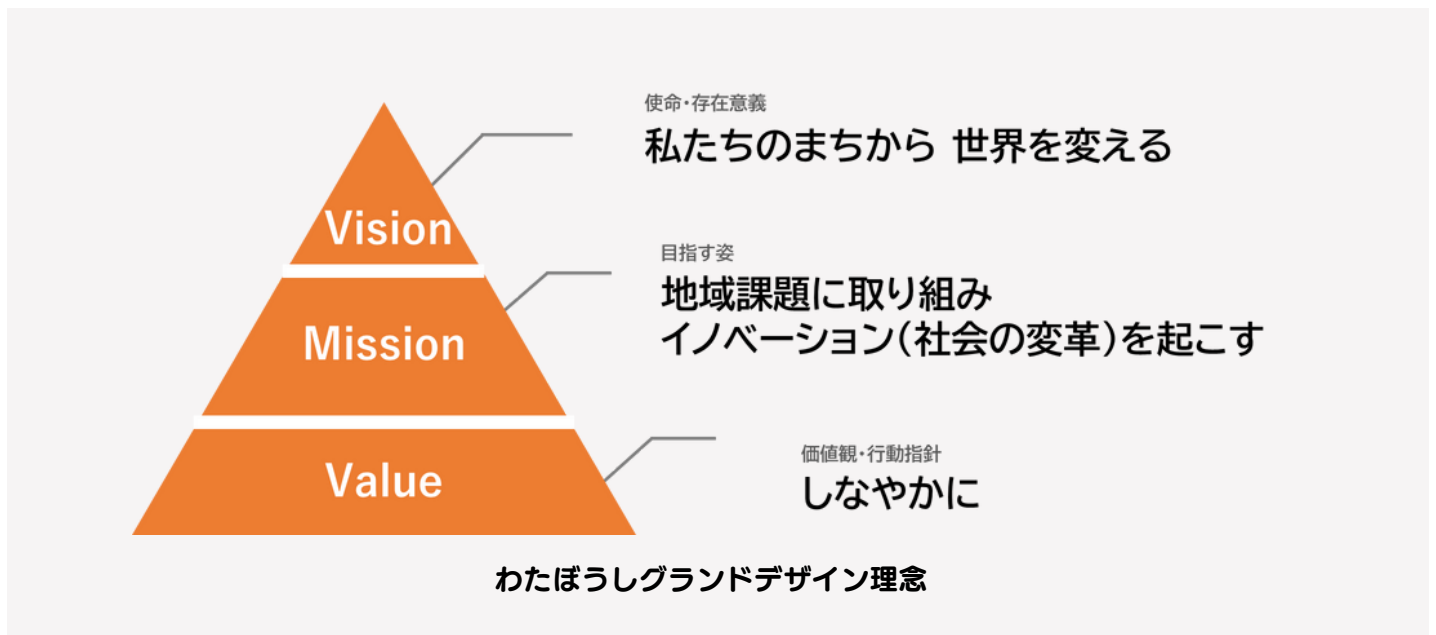 使命・存在意義
私たちのまちから 世界を変える
Vision
目指す姿
地域課題に取り組み
イノベーション（社会の変革）を起こす
Mission
価値観・行動指針
しなやかに
Value
わたぼうしグランドデザイン理念